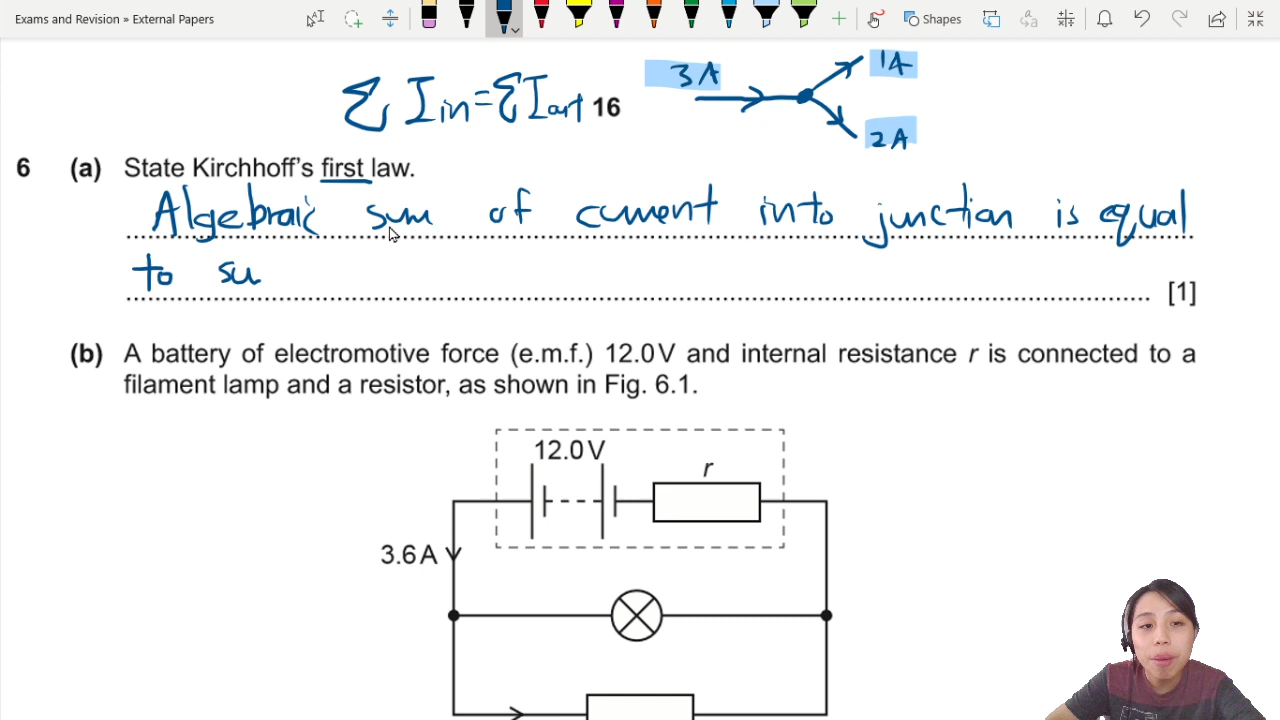 Exams and Revision » External Papers
Shapes
Σ I in = Σ I out 16
3A
1A
2A
6 (a) State Kirchhoff's first law.
Algebraic sum of current into junction is equal
to su
[1]
(b) A battery of electromotive force (e.m.f.) 12.0 V and internal resistance r is connected to a
filament lamp and a resistor, as shown in Fig. 6.1.
12.0 V
r
3.6 A